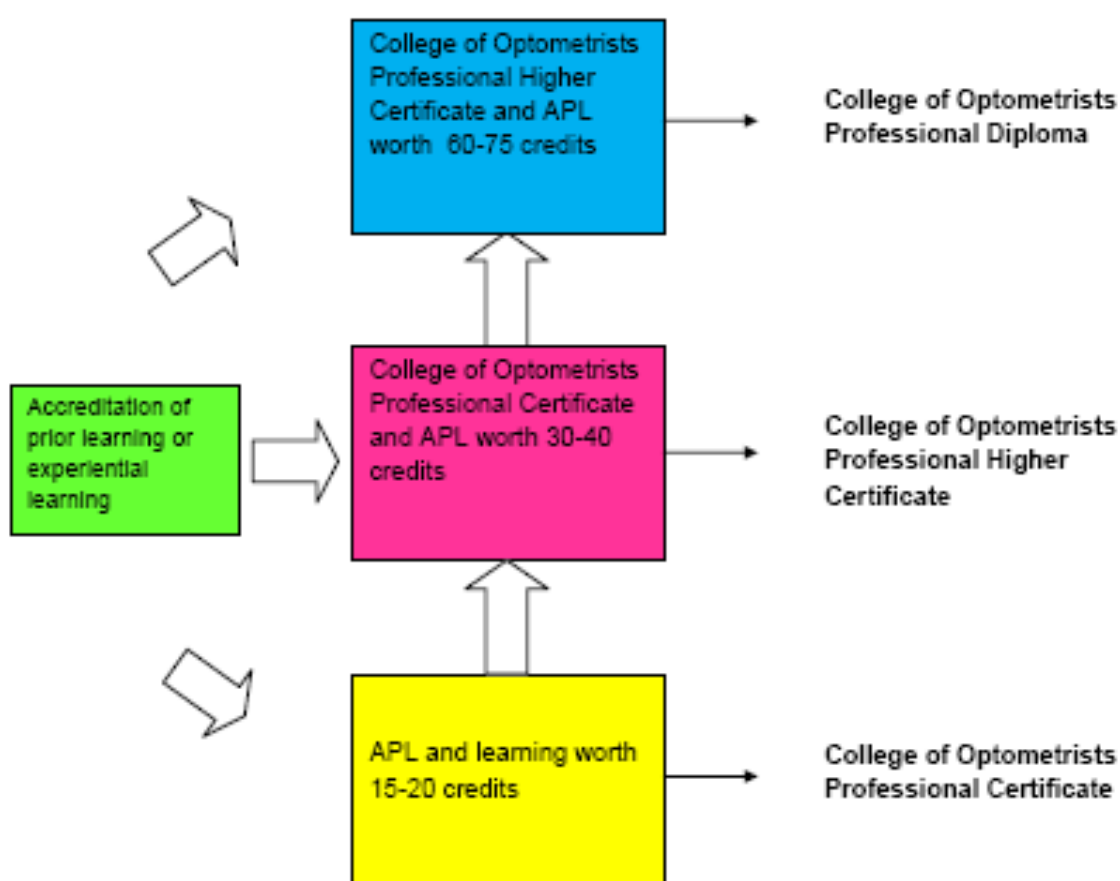 College of Optometrists
Professional Higher
Certificate and APL
worth 60-75 credits
College of Optometrists
Professional Diploma
Accreditation of
prior learning or
experiential
learning
College of Optometrists
Professional Certificate
and APL worth 30-40
credits
College of Optometrists
Professional Higher
Certificate
APL and learning worth
15-20 credits
College of Optometrists
Professional Certificate